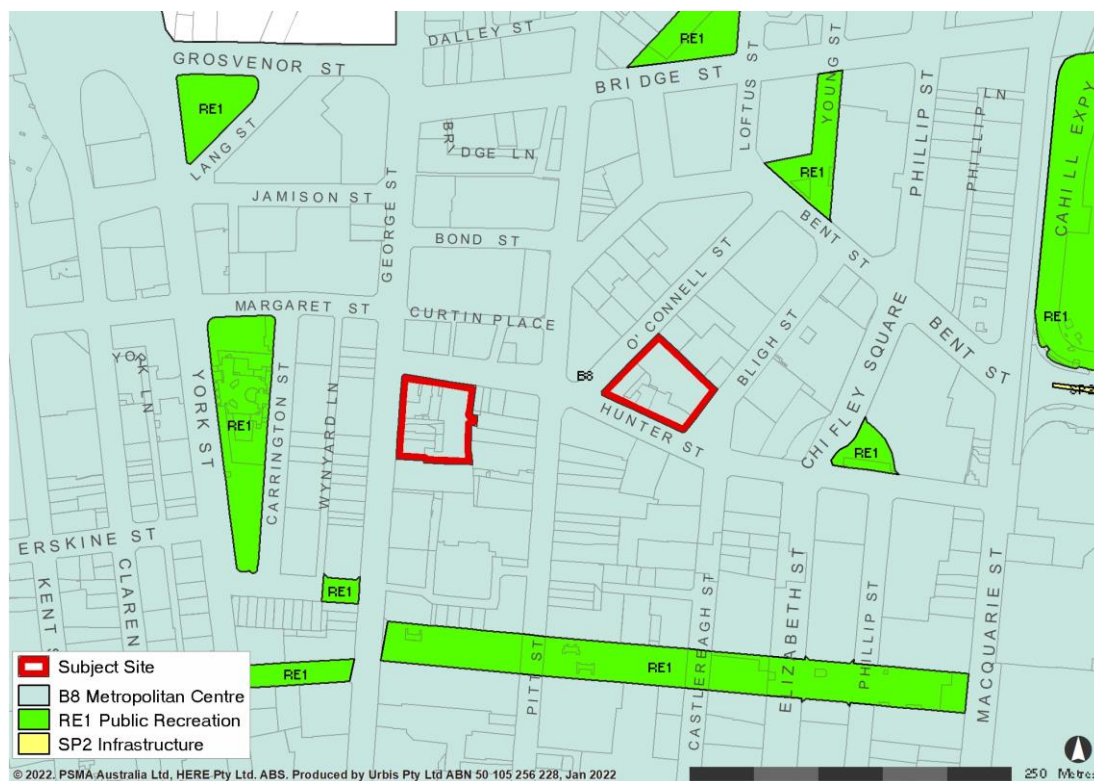 DALLEY ST
GROSVENOR ST
RE1
BRIDGE ST
RE1
LANG ST
LOFTUS ST
YOUNG ST
PHILLIP ST
PHILLIP LN
CAHILL EXPY
BRIDGE LN
RE1
JAMISON ST
GEORGE ST
BOND ST
BENT ST
O'CONNELL ST
MARGARET ST
CURTIN PLACE
RE1
BENT ST
CHIFLEY SQUARE
BLIGH ST
YORK LN
YORK ST
CARRINGTON ST
WYNYARD LN
B8
SP2
HUNTER ST
RE1
RE1
ERSKINE ST
KENT S
CLAREN
RE1
RE1
RE1
PITT ST
CASTLERBAGH ST
ELIZABETH ST
PHILLIP ST
MACQUARIE ST
Subject Site
B8 Metropolitan Centre
RE1 Public Recreation
SP2 Infrastructure
© 2022. PSMA Australia Ltd, HERE Pty Ltd. ABS. Produced by Urbis Pty Ltd ABN 50 105 256 228, Jan 2022
250 Metres